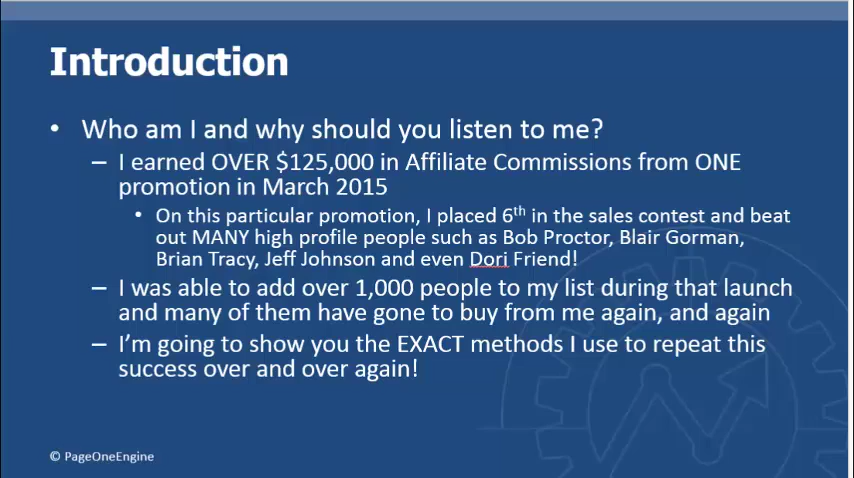 Introduction
• Who am I and why should you listen to me?
– I earned OVER $125,000 in Affiliate Commissions from ONE
promotion in March 2015
• On this particular promotion, I placed 6th in the sales contest and beat
out MANY high profile people such as Bob Proctor, Blair Gorman,
Brian Tracy, Jeff Johnson and even Dori Friend!
– I was able to add over 1,000 people to my list during that launch
and many of them have gone to buy from me again, and again
– I'm going to show you the EXACT methods I use to repeat this
success over and over again!
© PageOneEngine